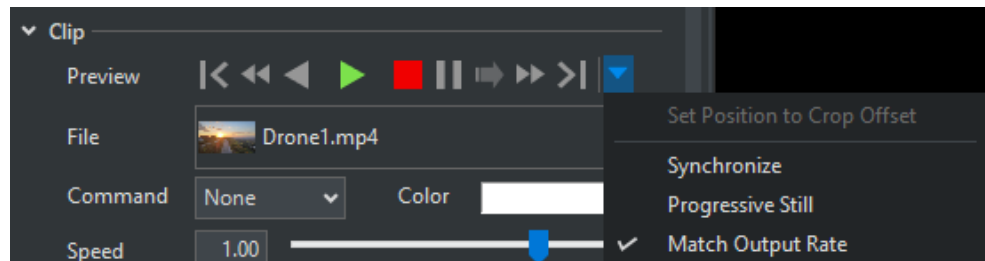 Clip
Preview
Set Position to Crop Offset
File Drone1.mp4
Synchronize
Command None Color
Progressive Still
Speed 1.00
Match Output Rate